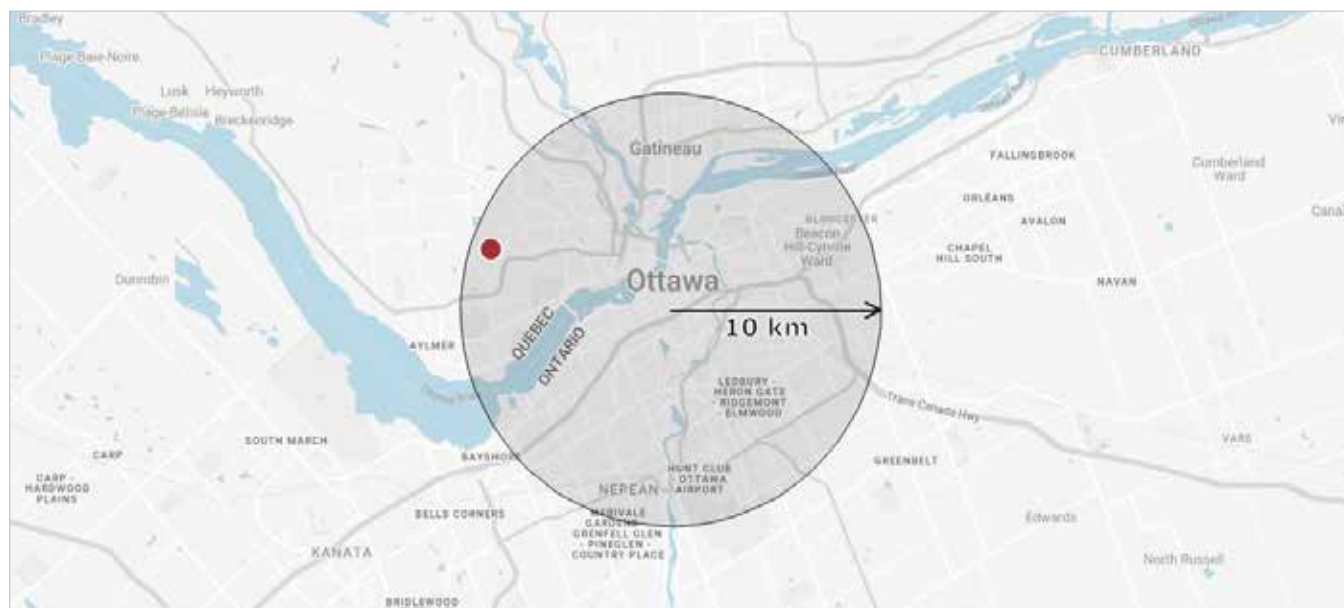 Bradley
Plage-Baie-Noire
CUMBERLAND
Lusk Heyworth
Plage-Bélisle
Breckenridge
Gatineau
FALLINGBROOK
Cumberland
Ward
ORLÉANS
AVALON
GLOUCESTER
Beacon
Hill-Cyrville
Ward
CHAPEL
HILL SOUTH
NAVAN
Dunrobin
Ottawa
10 km
QUEBEC
ONTARIO
AYLMER
LEDBURY -
HERON GATE
- RIDGEMONT
- ELMWOOD
Trans Canada Hwy
SOUTH MARCH
VARS
CARP
BAYSHORE
GREENBELT
CARP -
HARDWOOD
PLAINS
HUNT CLUB
- OTTAWA
AIRPORT
NEPEAN
BELLS CORNERS
MERIVALE
GARDENS -
GRENFELL GLEN
- PINEGLEN -
COUNTRY PLACE
Edwards
KANATA
North Russell
BRIDLEWOOD